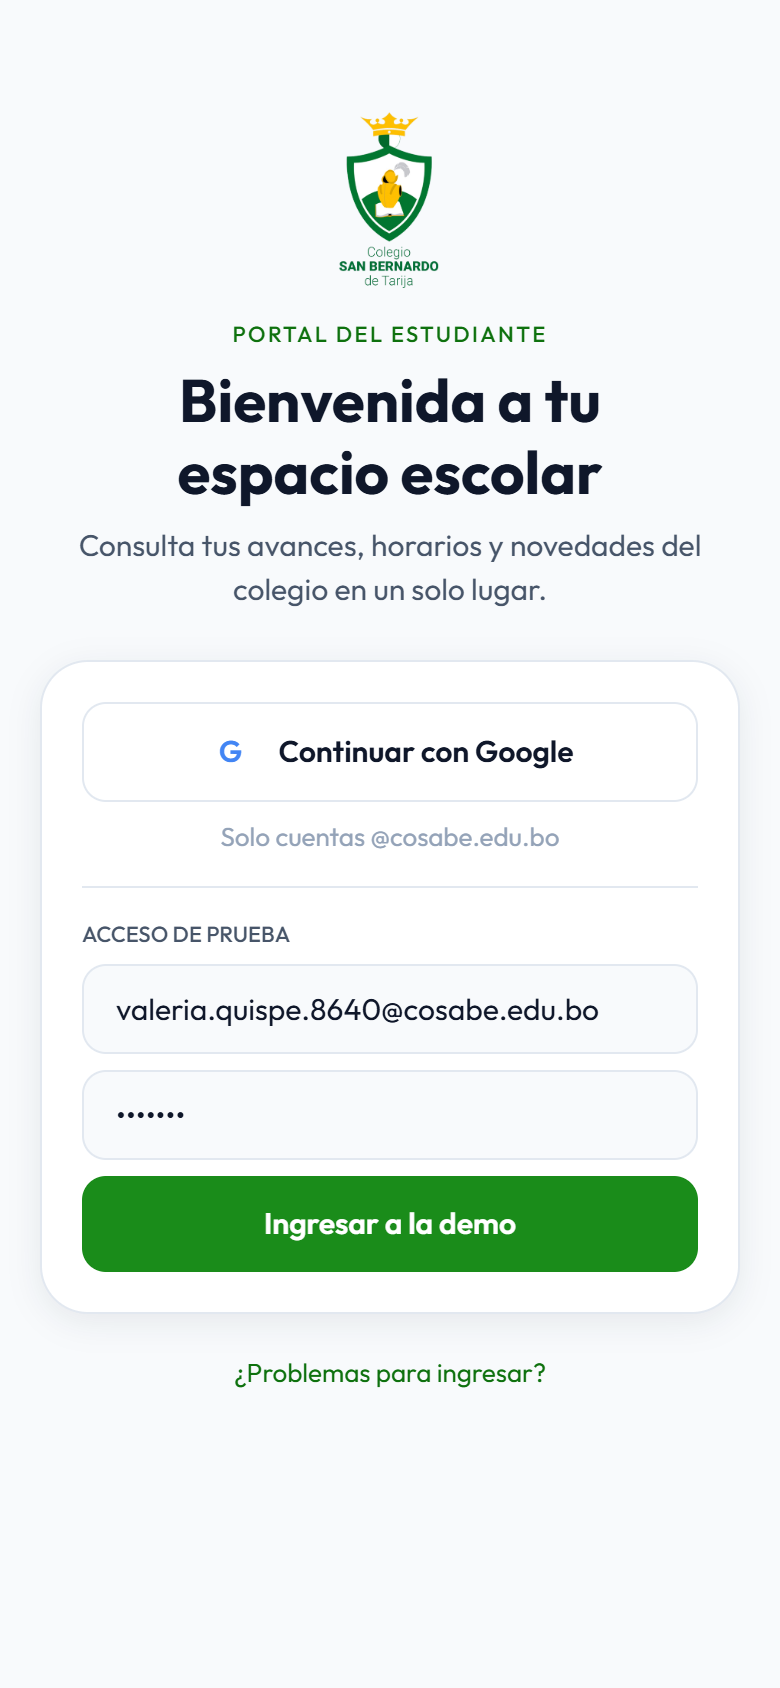 Colegio
SAN BERNARDO
de Tarija
PORTAL DEL ESTUDIANTE
Bienvenida a tu
espacio escolar
Consulta tus avances, horarios y novedades del
colegio en un solo lugar.
G Continuar con Google
Solo cuentas @cosabe.edu.bo
ACCESO DE PRUEBA
valeria.quispe.8640@cosabe.edu.bo
•••••••
Ingresar a la demo
¿Problemas para ingresar?